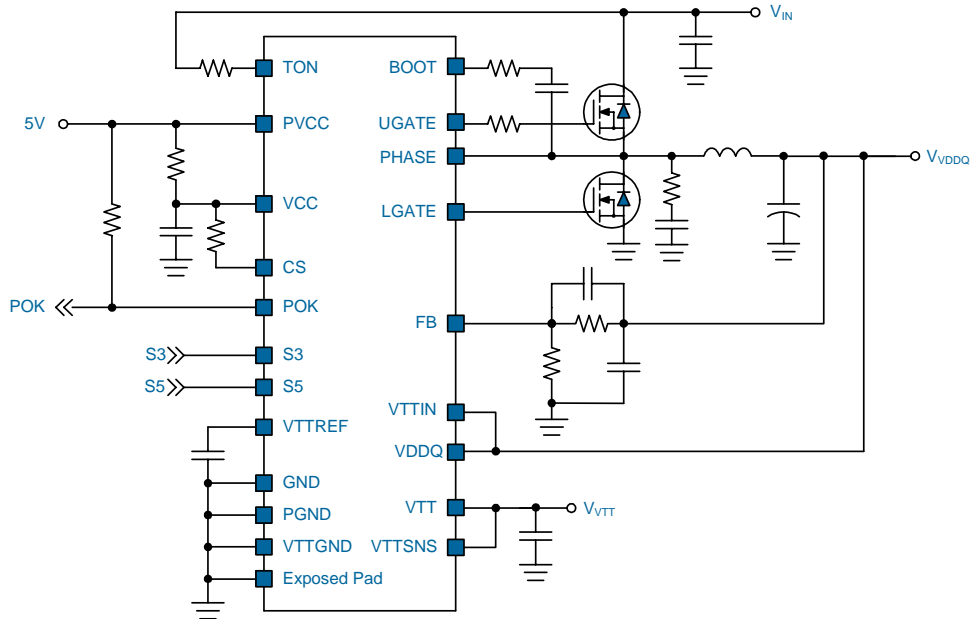 V_IN
TON
BOOT
5V
PVCC
UGATE
PHASE
V_VDDQ
VCC
LGATE
CS
POK
POK
FB
S3
S3
S5
S5
VTTIN
VTTREF
VDDQ
GND
VTT
V_VTT
PGND
VTTGND
VTTSNS
Exposed Pad